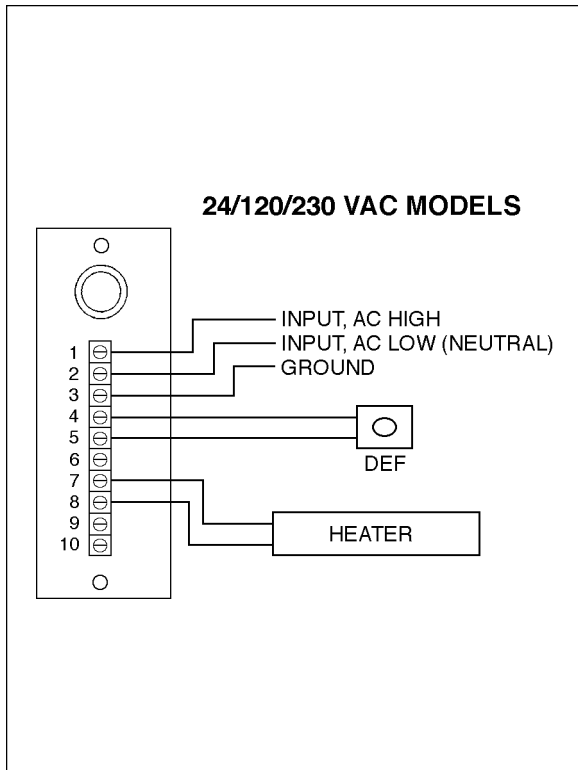 24/120/230 VAC MODELS
INPUT, AC HIGH
INPUT, AC LOW (NEUTRAL)
GROUND
1
2
3
4
5
6
7
8
9
10
DEF
HEATER